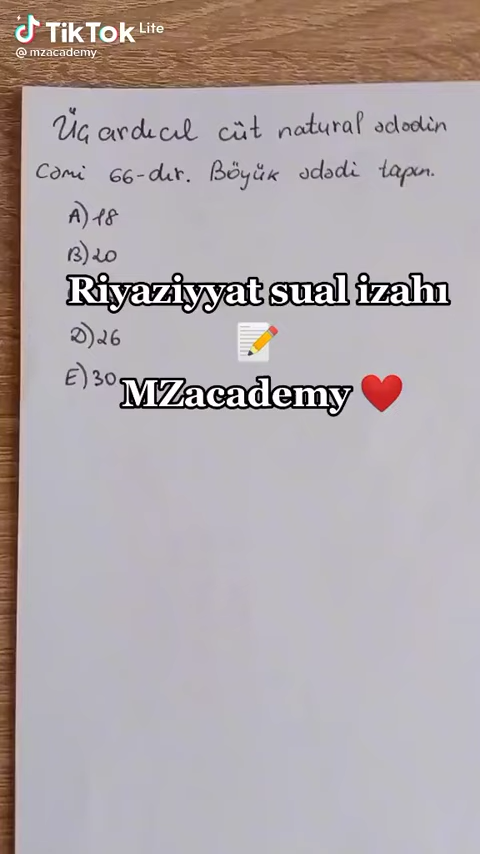 TikTok Lite
@mzacademy
Üç ardıcıl cüt natural ədədin
cəmi 66-dır. Böyük ədədi tapın.
A) 18
B) 20
Riyaziyyat sual izahı
D) 26
E) 30
MZacademy